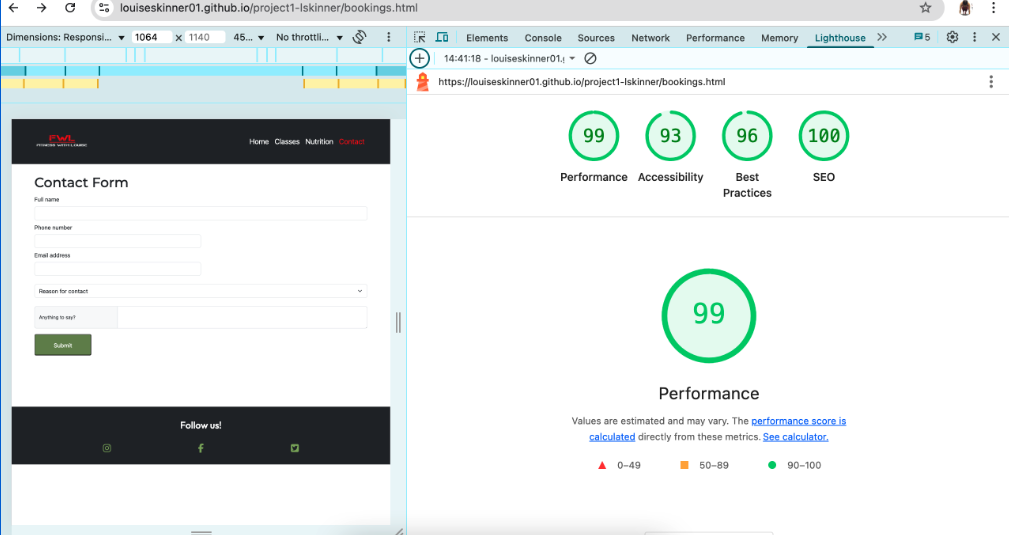 louiseskinner01.github.io/project1-lskinner/bookings.html
Dimensions: Responsi... ▼ 1064 x 1140 45... ▼ No throttli... ▼
Elements Console Sources Network Performance Memory Lighthouse 5
14:41:18 - louiseskinner01.g
https://louiseskinner01.github.io/project1-lskinner/bookings.html
FWL
FITNESS WITH LOUISE
Home Classes Nutrition Contact
Contact Form
Full name
Phone number
Email address
Reason for contact
Anything to say?
Submit
Follow us!
99 93 96 100
Performance Accessibility Best Practices SEO
99
Performance
Values are estimated and may vary. The performance score is
calculated directly from these metrics. See calculator.
0–49 50–89 90–100